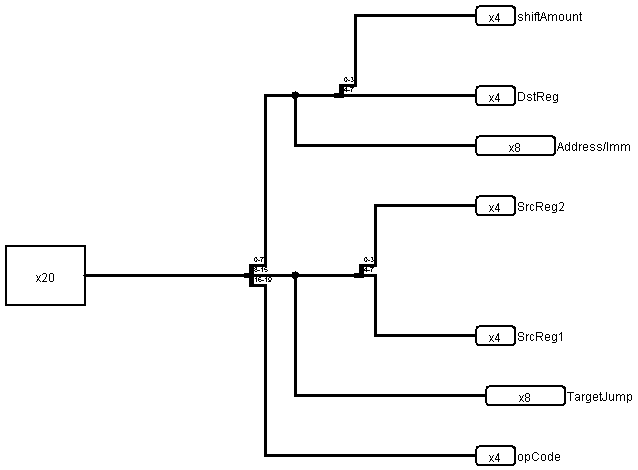 x4 shiftAmount
0-3
4-7
x4 DstReg
x8 Address/Imm
x4 SrcReg2
0-7
0-3
x20
8-15
4-7
16-19
x4 SrcReg1
x8 TargetJump
x4 opCode